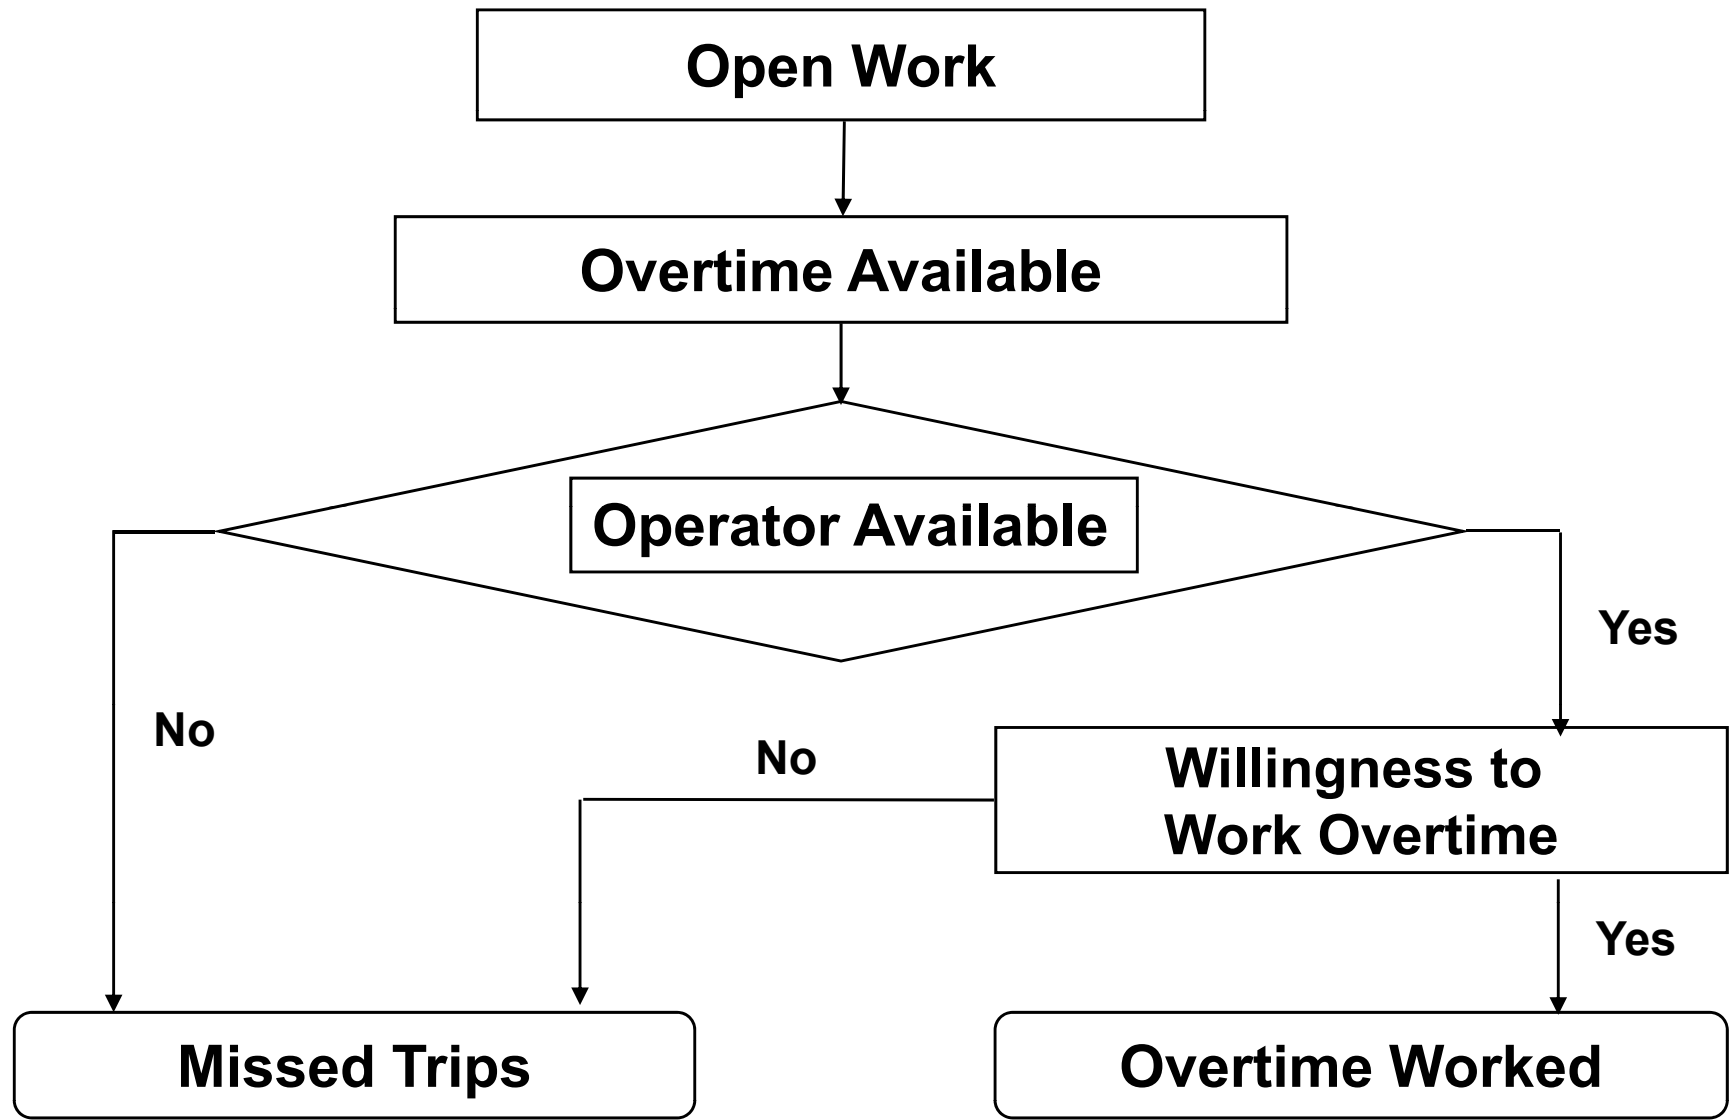 Open Work
Overtime Available
Operator Available
Yes
No
No
Willingness to
Work Overtime
Yes
Missed Trips
Overtime Worked